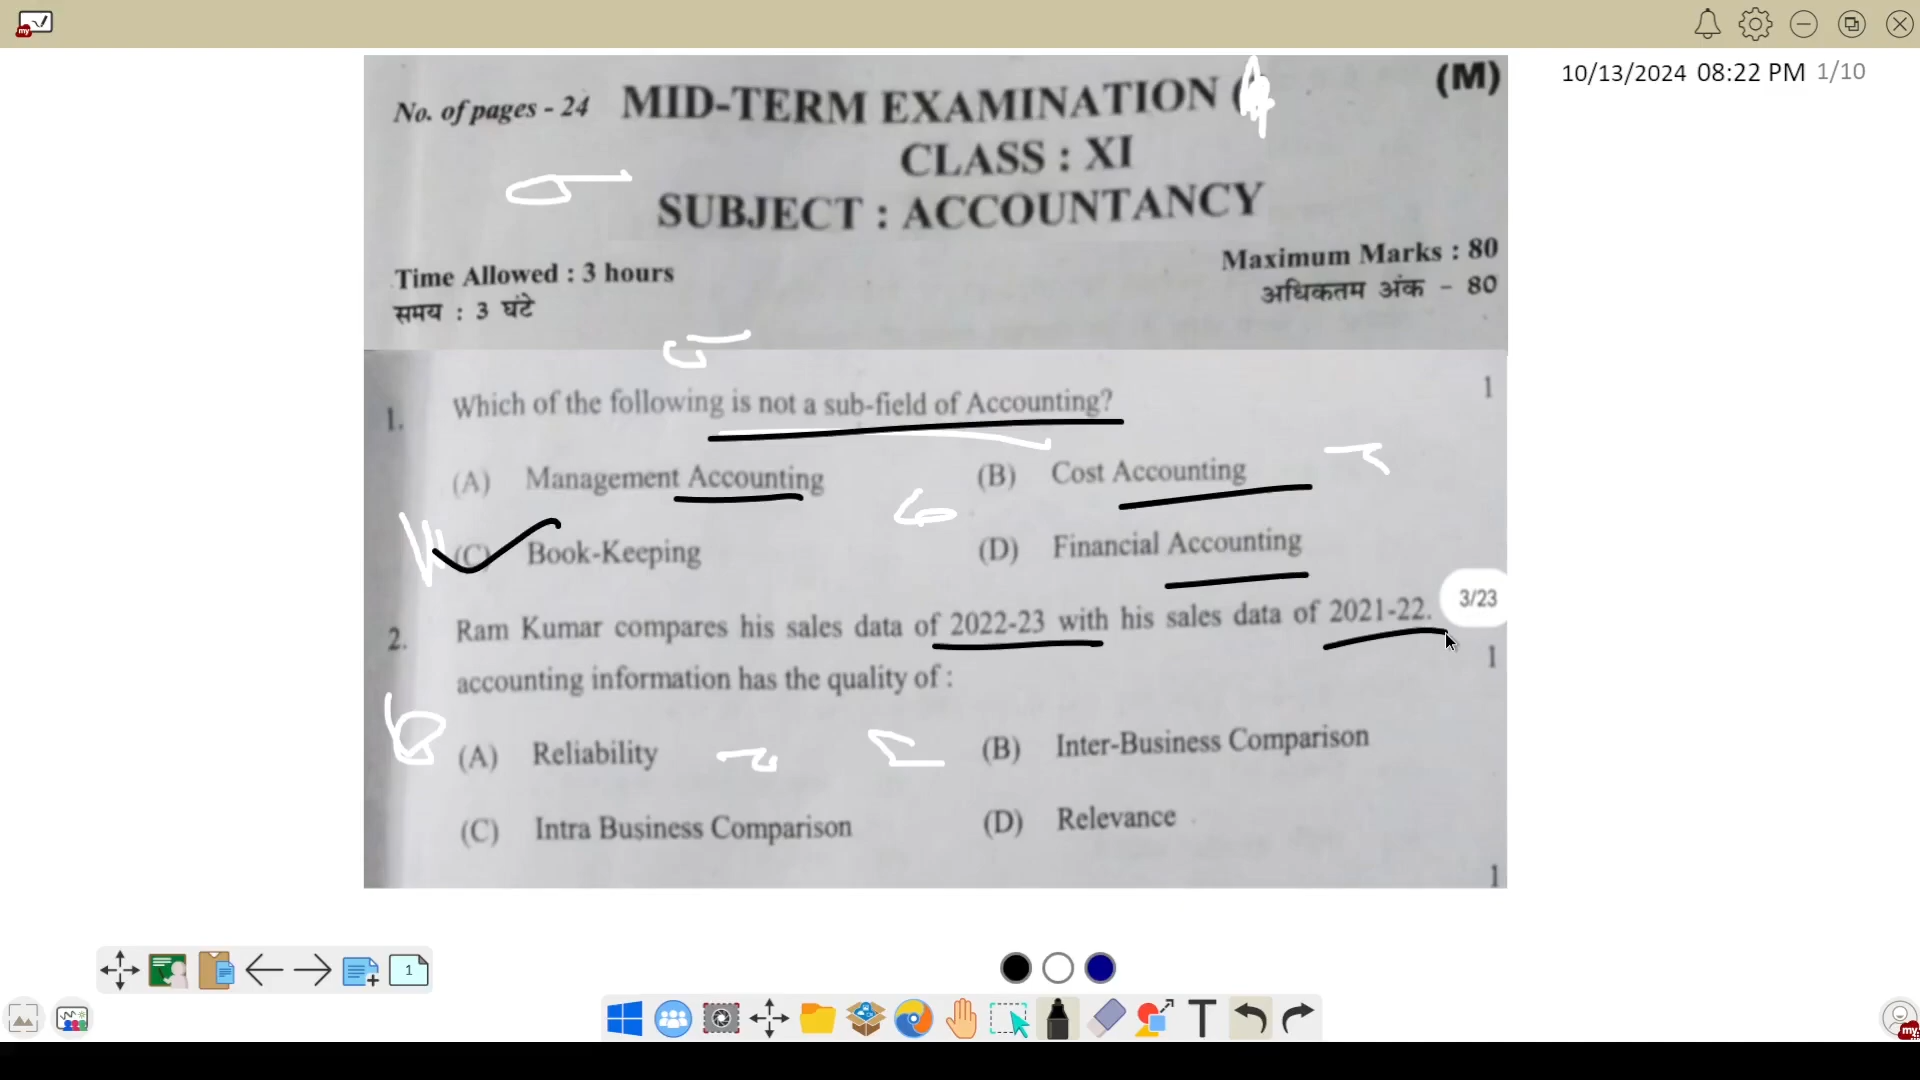 my
10/13/2024 08:22 PM 1/10
(M)
No. of pages - 24 MID-TERM EXAMINATION (
CLASS : XI
SUBJECT : ACCOUNTANCY
Time Allowed : 3 hours Maximum Marks : 80
समय : 3 घंटे अधिकतम अंक - 80
1. Which of the following is not a sub-field of Accounting? 1
(A) Management Accounting (B) Cost Accounting
(C) Book-Keeping (D) Financial Accounting
3/23
2. Ram Kumar compares his sales data of 2022-23 with his sales data of 2021-22.
accounting information has the quality of : 1
(A) Reliability (B) Inter-Business Comparison
(C) Intra Business Comparison (D) Relevance
1
1
T
my